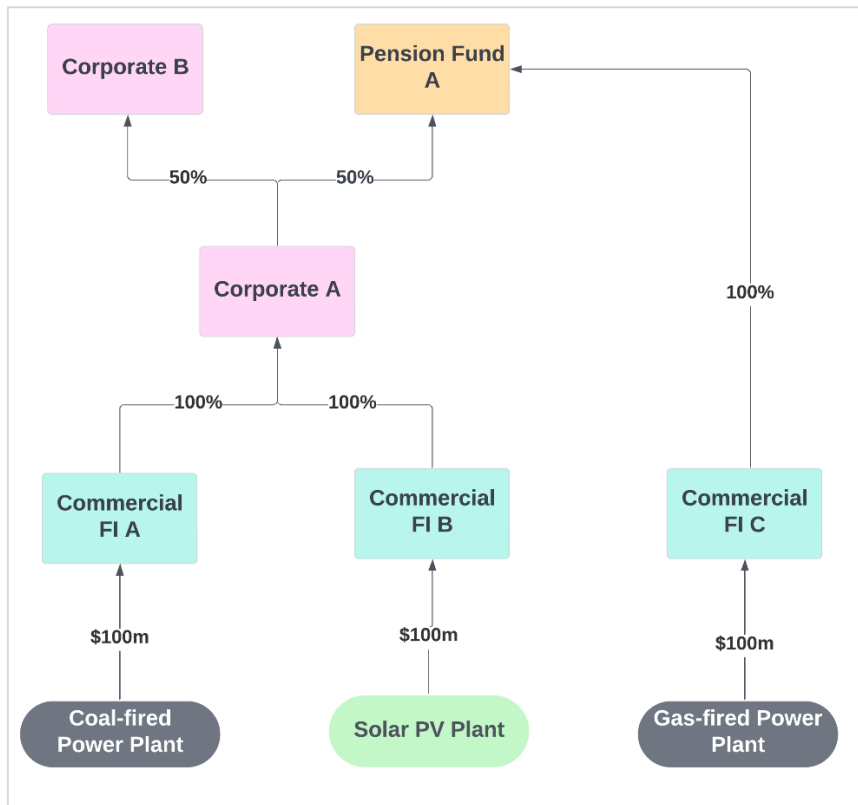 Corporate B
Pension Fund
A
50%
50%
Corporate A
100%
100%
100%
Commercial
FI A
Commercial
FI B
Commercial
FI C
$100m
$100m
$100m
Coal-fired
Power Plant
Solar PV Plant
Gas-fired Power
Plant